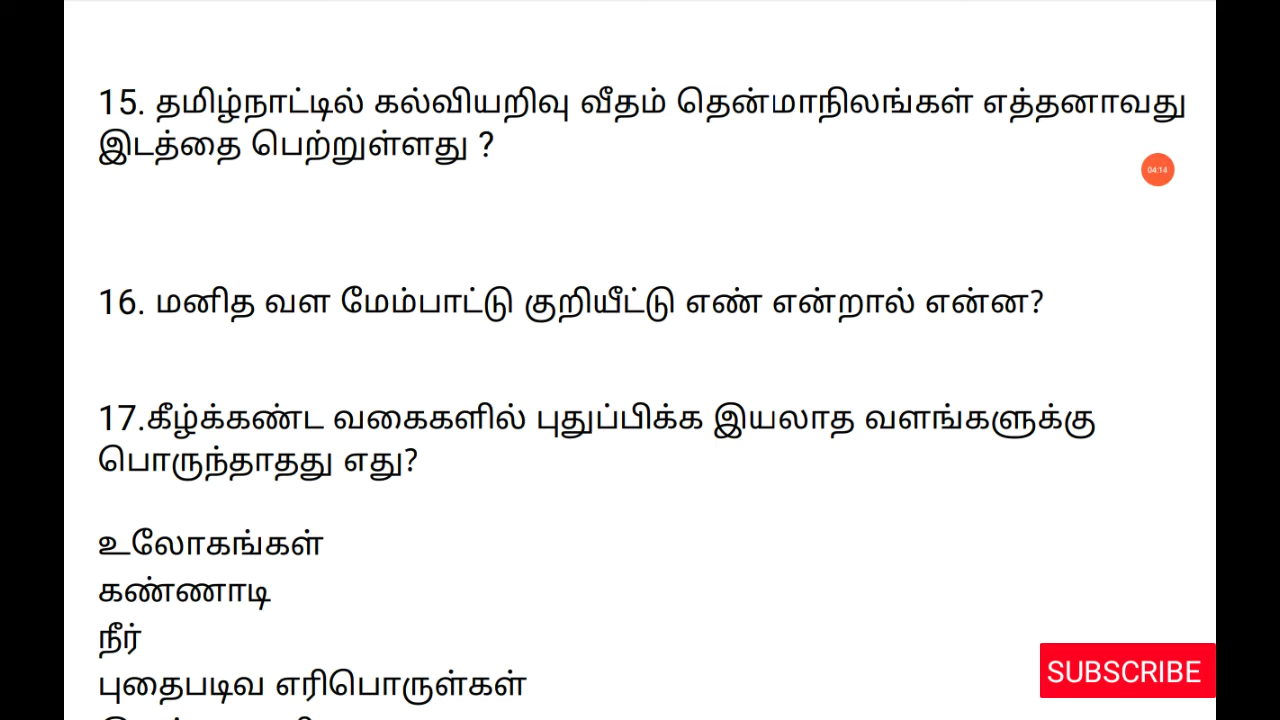 15. தமிழ்நாட்டில் கல்வியறிவு வீதம் தென்மாநிலங்கள் எத்தனாவது
இடத்தை பெற்றுள்ளது ?
04:14
16. மனித வள மேம்பாட்டு குறியீட்டு எண் என்றால் என்ன?
17.கீழ்க்கண்ட வகைகளில் புதுப்பிக்க இயலாத வளங்களுக்கு
பொருந்தாதது எது?
உலோகங்கள்
கண்ணாடி
நீர்
புதைபடிவ எரிபொருள்கள்
SUBSCRIBE